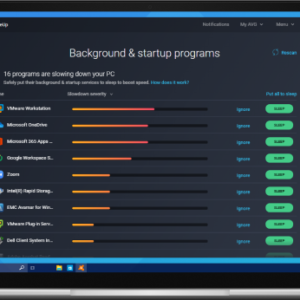 Notifications
My AVG
Menu
Background & startup programs
Rescan
16 programs are slowing down your PC
Safely put their background & startup services to sleep to boost speed. How does it work?
Slowdown severity
Put all to sleep
VMware Workstation
Ignore
SLEEP
Microsoft OneDrive
Ignore
SLEEP
Microsoft 365 Apps ...
Ignore
SLEEP
Google Workspace S...
Ignore
SLEEP
Zoom
Ignore
SLEEP
Intel(R) Rapid Storag...
Ignore
SLEEP
EMC Avamar for Win...
Ignore
SLEEP
VMware Plug-in Serv...
Ignore
SLEEP
Dell Client System In...
Ignore
SLEEP